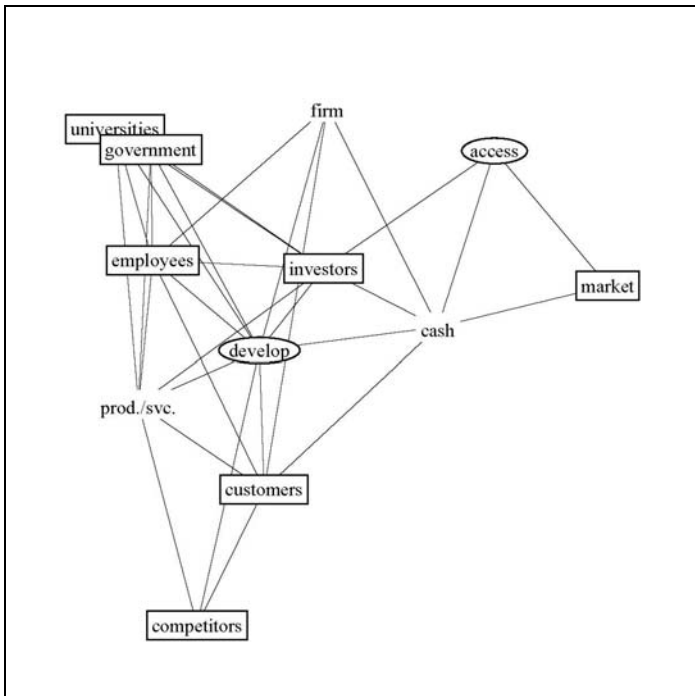 firm
universities
government
access
employees
investors
market
cash
develop
prod./svc.
customers
competitors